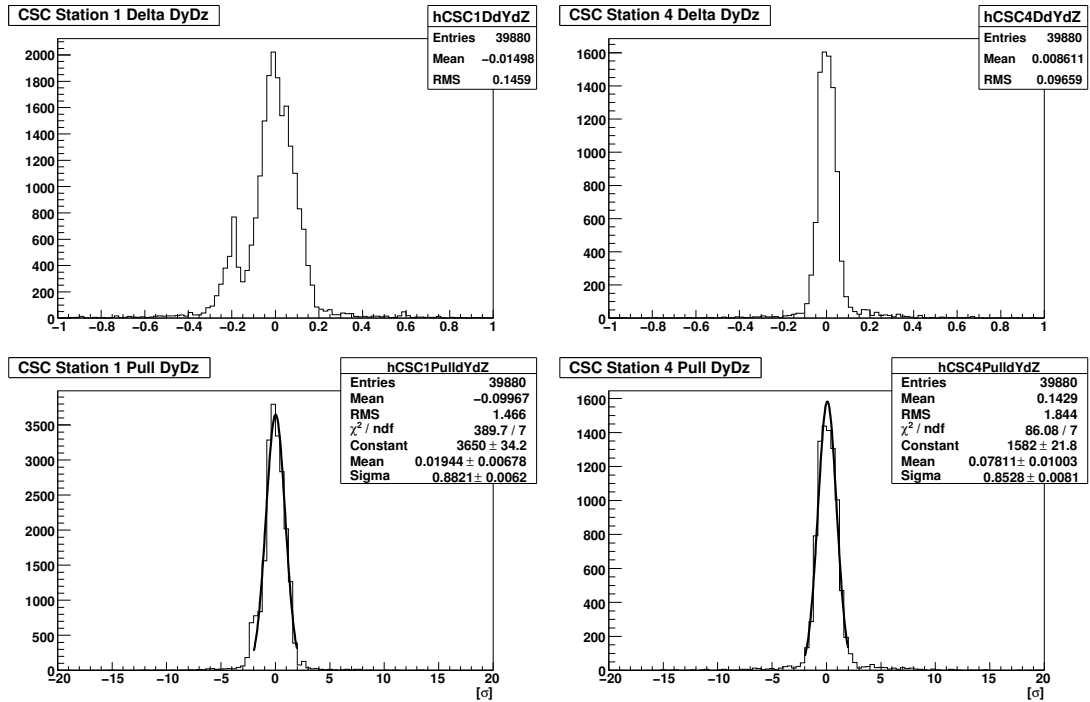 CSC Station 1 Delta DyDz
hCSC1DdYdZ
Entries 39880
Mean −0.01498
RMS 0.1459
2000
1800
1600
1400
1200
1000
800
600
400
200
0
−1 −0.8 −0.6 −0.4 −0.2 0 0.2 0.4 0.6 0.8 1
CSC Station 4 Delta DyDz
hCSC4DdYdZ
Entries 39880
Mean 0.008611
RMS 0.09659
1600
1400
1200
1000
800
600
400
200
0
−1 −0.8 −0.6 −0.4 −0.2 0 0.2 0.4 0.6 0.8 1
CSC Station 1 Pull DyDz
hCSC1PulldYdZ
Entries 39880
Mean −0.09967
RMS 1.466
χ² / ndf 389.7 / 7
Constant 3650 ± 34.2
Mean 0.01944 ± 0.00678
Sigma 0.8821 ± 0.0062
3500
3000
2500
2000
1500
1000
500
0
−20 −15 −10 −5 0 5 10 15 20
[σ]
CSC Station 4 Pull DyDz
hCSC4PulldYdZ
Entries 39880
Mean 0.1429
RMS 1.844
χ² / ndf 86.08 / 7
Constant 1582 ± 21.8
Mean 0.07811 ± 0.01003
Sigma 0.8528 ± 0.0081
1600
1400
1200
1000
800
600
400
200
0
−20 −15 −10 −5 0 5 10 15 20
[σ]